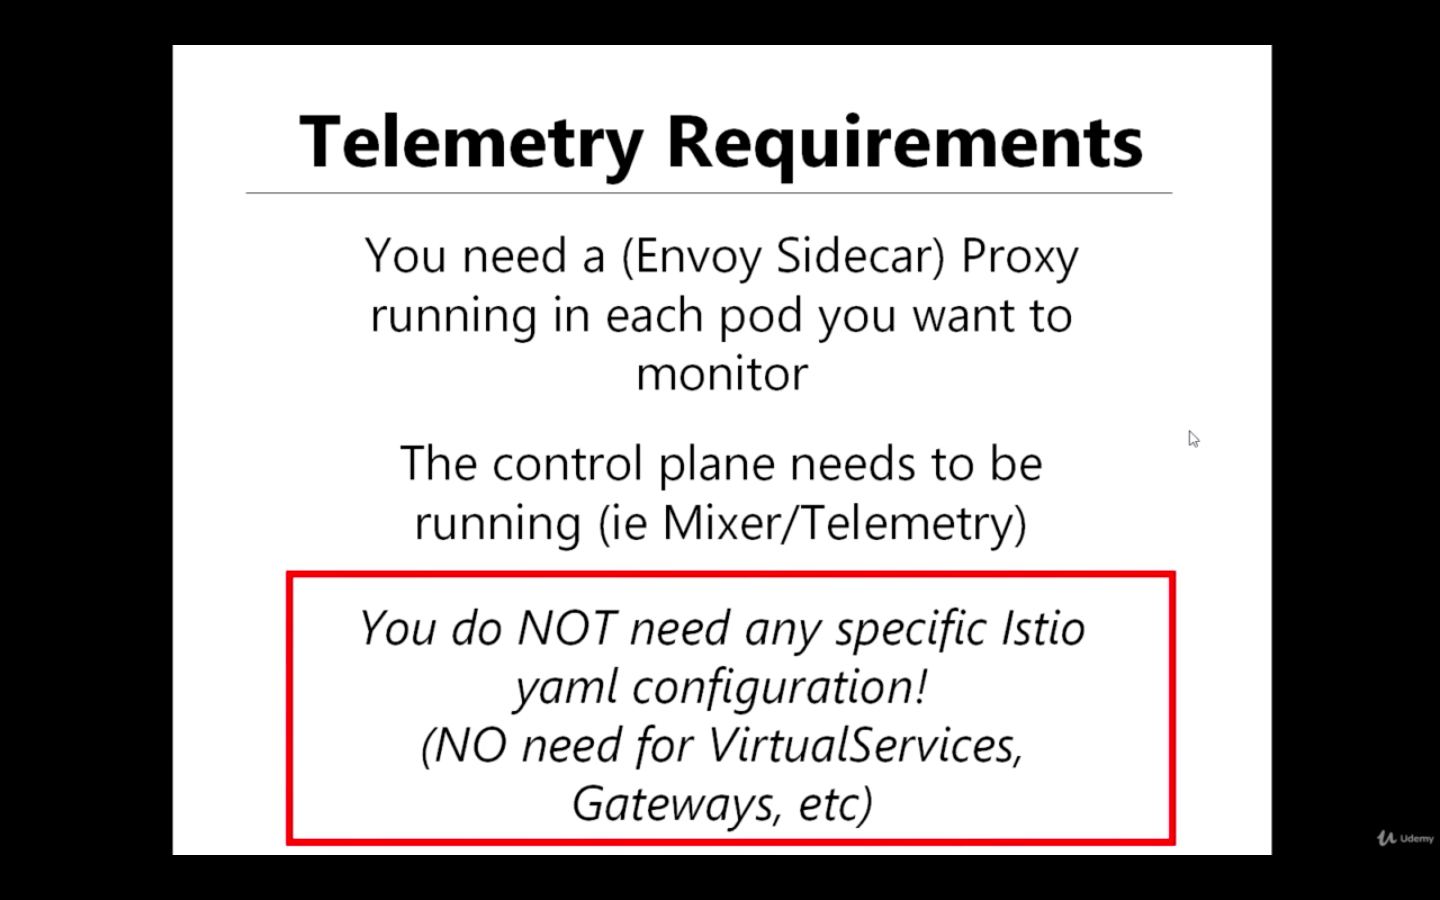 Telemetry Requirements
You need a (Envoy Sidecar) Proxy
running in each pod you want to
monitor
The control plane needs to be
running (ie Mixer/Telemetry)
You do NOT need any specific Istio
yaml configuration!
(NO need for VirtualServices,
Gateways, etc)
Udemy